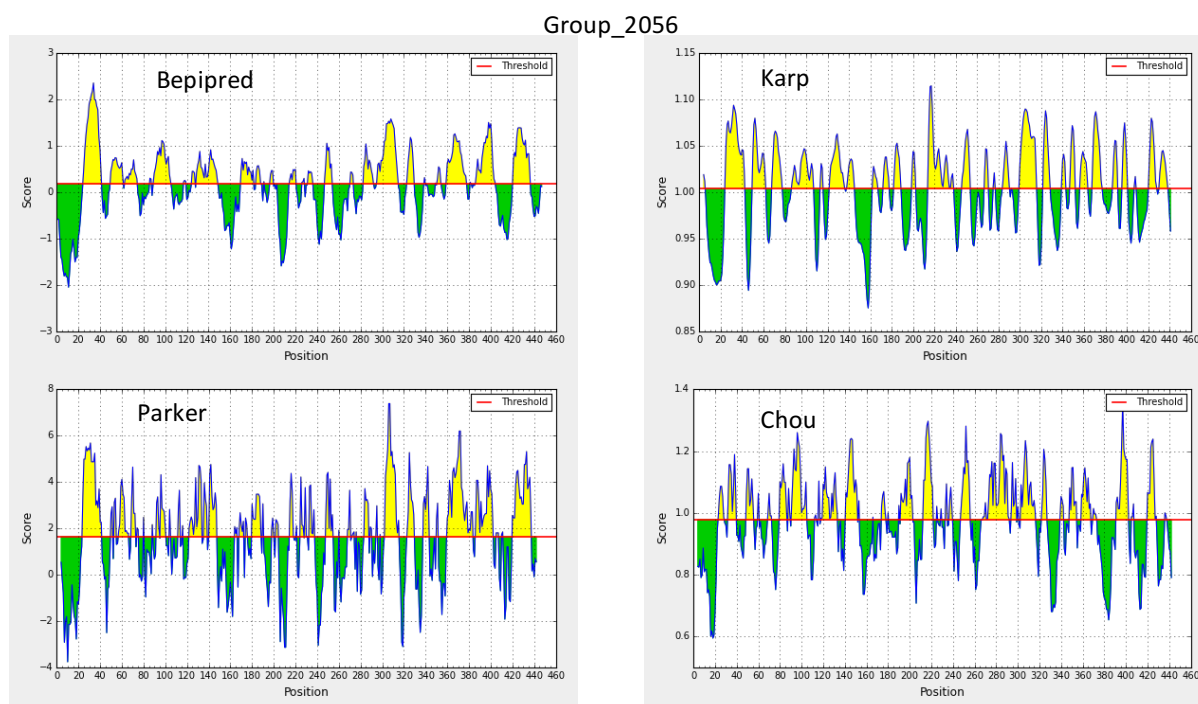 Group_2056
Bepipred
Threshold
3
2
1
0
−1
−2
−3
Score
0 20 40 60 80 100 120 140 160 180 200 220 240 260 280 300 320 340 360 380 400 420 440 460
Position
Karp
Threshold
1.15
1.10
1.05
1.00
0.95
0.90
0.85
Score
0 20 40 60 80 100 120 140 160 180 200 220 240 260 280 300 320 340 360 380 400 420 440 460
Position
Parker
Threshold
8
6
4
2
0
−2
−4
Score
0 20 40 60 80 100 120 140 160 180 200 220 240 260 280 300 320 340 360 380 400 420 440 460
Position
Chou
Threshold
1.4
1.2
1.0
0.8
0.6
Score
0 20 40 60 80 100 120 140 160 180 200 220 240 260 280 300 320 340 360 380 400 420 440 460
Position